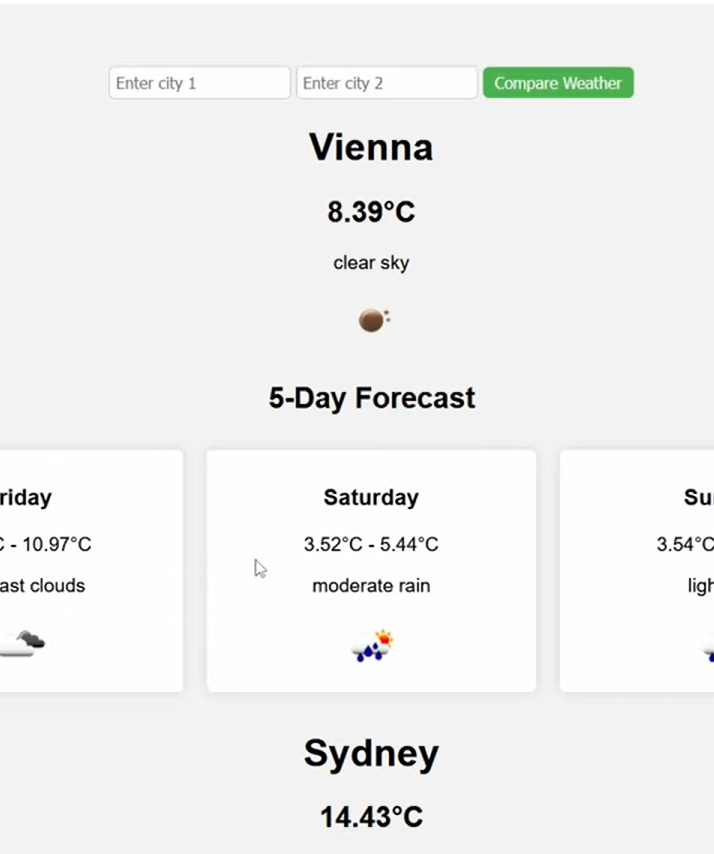 Enter city 1 Enter city 2 Compare Weather
Vienna
8.39°C
clear sky
5-Day Forecast
riday Saturday Su
C - 10.97°C 3.52°C - 5.44°C 3.54°C
ast clouds moderate rain ligh
Sydney
14.43°C